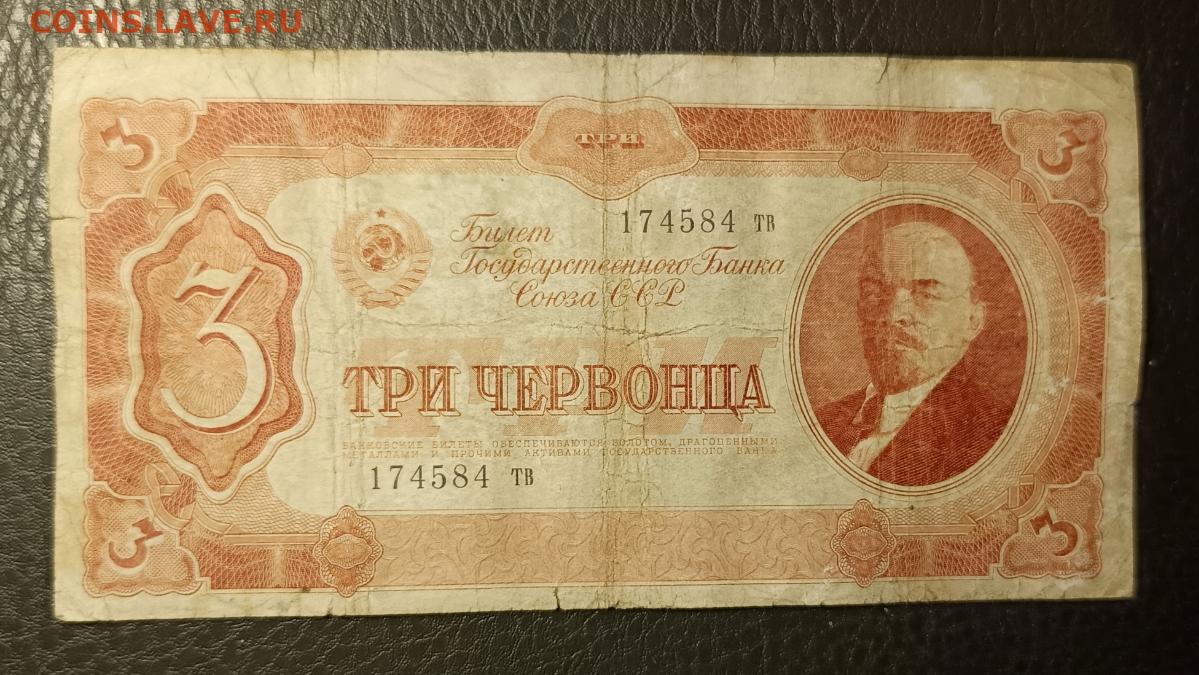 COINS.LAVE.RU
3 ТРИ 3
174584 ТВ
Билет
Государственного Банка
Союза ССР
3
ТРИ
ТРИ ЧЕРВОНЦА
БАНКОВСКИЕ БИЛЕТЫ ОБЕСПЕЧИВАЮТСЯ ЗОЛОТОМ, ДРАГОЦЕННЫМИ
МЕТАЛЛАМИ И ПРОЧИМИ АКТИВАМИ ГОСУДАРСТВЕННОГО БАНКА
174584 ТВ
3 3